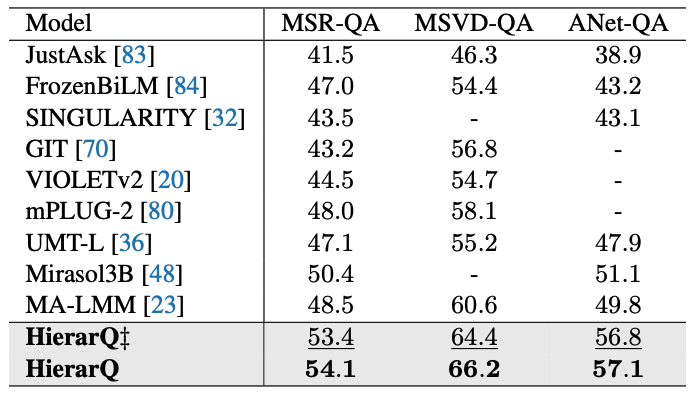 Model MSR-QA MSVD-QA ANet-QA
JustAsk [83] 41.5 46.3 38.9
FrozenBiLM [84] 47.0 54.4 43.2
SINGULARITY [32] 43.5 - 43.1
GIT [70] 43.2 56.8 -
VIOLETv2 [20] 44.5 54.7 -
mPLUG-2 [80] 48.0 58.1 -
UMT-L [36] 47.1 55.2 47.9
Mirasol3B [48] 50.4 - 51.1
MA-LMM [23] 48.5 60.6 49.8
HierarQ‡ 53.4 64.4 56.8
HierarQ 54.1 66.2 57.1